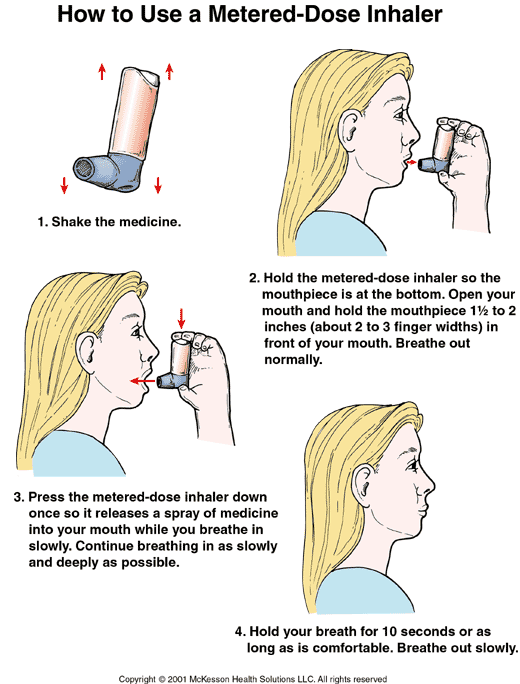 How to Use a Metered-Dose Inhaler
1. Shake the medicine.
2. Hold the metered-dose inhaler so the
mouthpiece is at the bottom. Open your
mouth and hold the mouthpiece 1½ to 2
inches (about 2 to 3 finger widths) in
front of your mouth. Breathe out
normally.
3. Press the metered-dose inhaler down
once so it releases a spray of medicine
into your mouth while you breathe in
slowly. Continue breathing in as slowly
and deeply as possible.
4. Hold your breath for 10 seconds or as
long as is comfortable. Breathe out slowly.
Copyright © 2001 McKesson Health Solutions LLC. All rights reserved